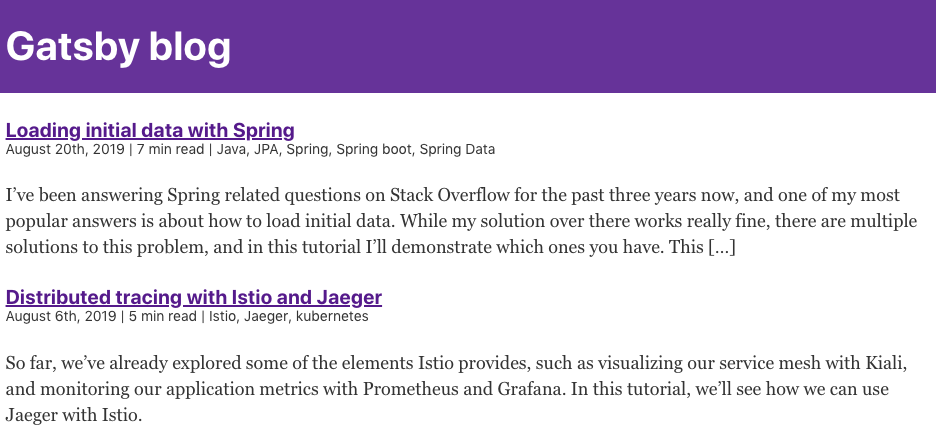 Gatsby blog
Loading initial data with Spring
August 20th, 2019 | 7 min read | Java, JPA, Spring, Spring boot, Spring Data
I’ve been answering Spring related questions on Stack Overflow for the past three years now, and one of my most
popular answers is about how to load initial data. While my solution over there works really fine, there are multiple
solutions to this problem, and in this tutorial I’ll demonstrate which ones you have. This […]
Distributed tracing with Istio and Jaeger
August 6th, 2019 | 5 min read | Istio, Jaeger, kubernetes
So far, we’ve already explored some of the elements Istio provides, such as visualizing our service mesh with Kiali,
and monitoring our application metrics with Prometheus and Grafana. In this tutorial, we’ll see how we can use
Jaeger with Istio.